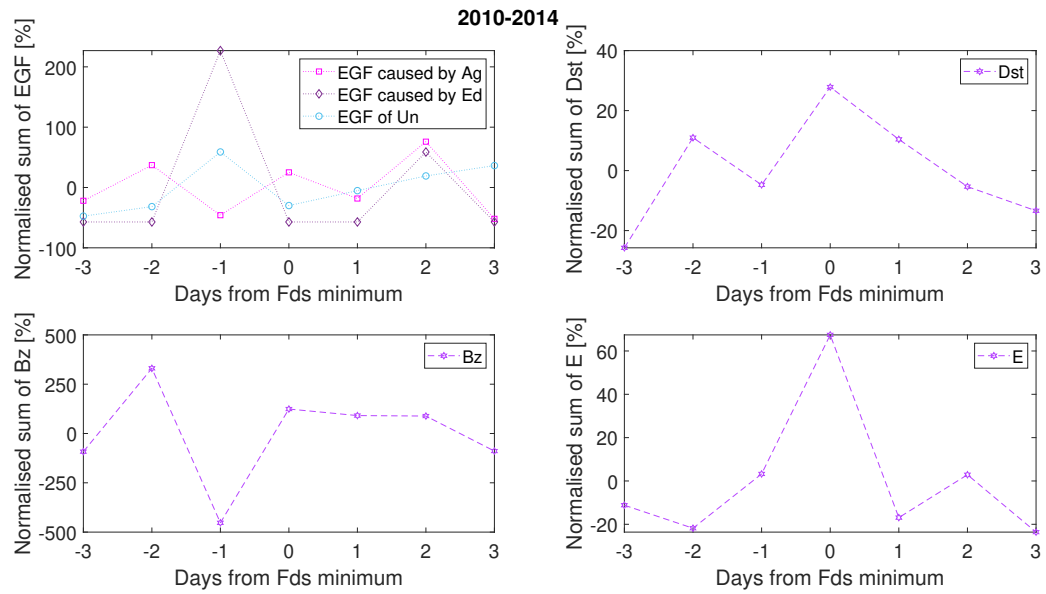 2010-2014
Normalised sum of EGF [%]
200
100
0
-100
-3 -2 -1 0 1 2 3
Days from Fds minimum
EGF caused by Ag
EGF caused by Ed
EGF of Un
Normalised sum of Dst [%]
40
20
0
-20
-3 -2 -1 0 1 2 3
Days from Fds minimum
Dst
Normalised sum of Bz [%]
500
250
0
-250
-500
-3 -2 -1 0 1 2 3
Days from Fds minimum
Bz
Normalised sum of E [%]
60
40
20
0
-20
-3 -2 -1 0 1 2 3
Days from Fds minimum
E